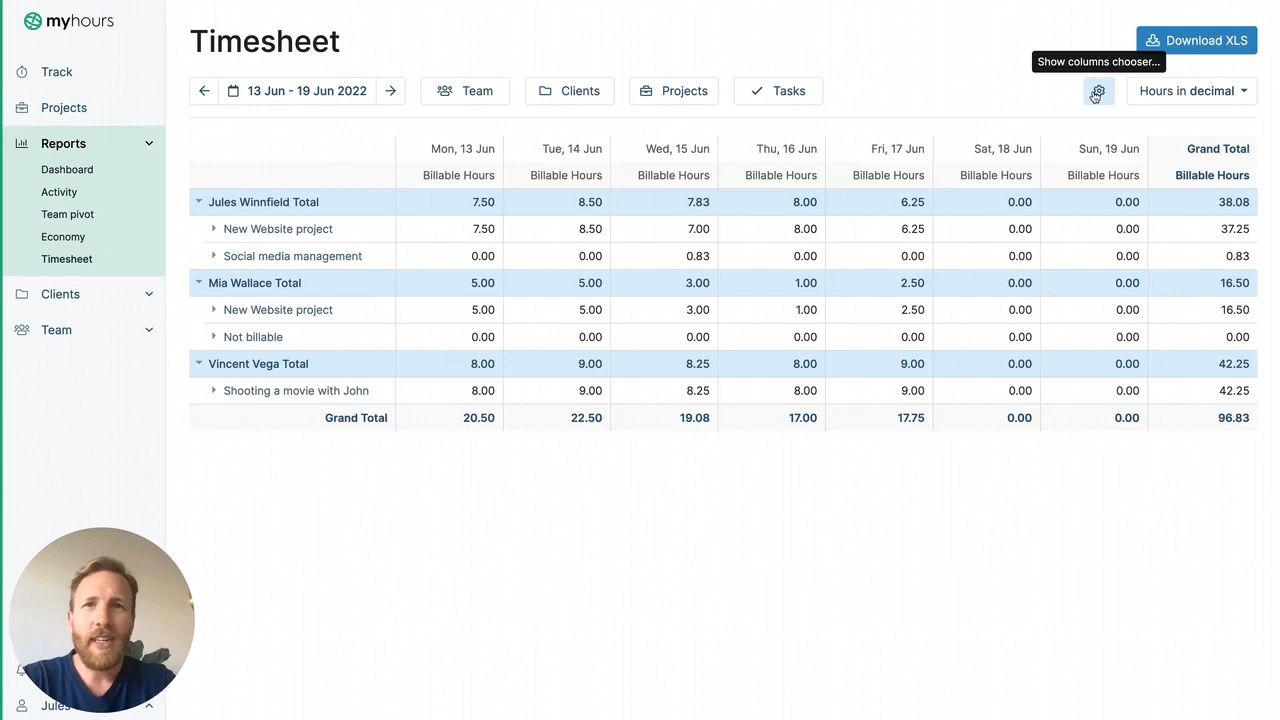 myhours
Track
Projects
Reports
Dashboard
Activity
Team pivot
Economy
Timesheet
Clients
Team
Jules
Timesheet
Download XLS
Show columns chooser...
13 Jun - 19 Jun 2022
Team
Clients
Projects
Tasks
Hours in decimal
Mon, 13 Jun Tue, 14 Jun Wed, 15 Jun Thu, 16 Jun Fri, 17 Jun Sat, 18 Jun Sun, 19 Jun Grand Total
Billable Hours Billable Hours Billable Hours Billable Hours Billable Hours Billable Hours Billable Hours Billable Hours
Jules Winnfield Total 7.50 8.50 7.83 8.00 6.25 0.00 0.00 38.08
New Website project 7.50 8.50 7.00 8.00 6.25 0.00 0.00 37.25
Social media management 0.00 0.00 0.83 0.00 0.00 0.00 0.00 0.83
Mia Wallace Total 5.00 5.00 3.00 1.00 2.50 0.00 0.00 16.50
New Website project 5.00 5.00 3.00 1.00 2.50 0.00 0.00 16.50
Not billable 0.00 0.00 0.00 0.00 0.00 0.00 0.00 0.00
Vincent Vega Total 8.00 9.00 8.25 8.00 9.00 0.00 0.00 42.25
Shooting a movie with John 8.00 9.00 8.25 8.00 9.00 0.00 0.00 42.25
Grand Total 20.50 22.50 19.08 17.00 17.75 0.00 0.00 96.83